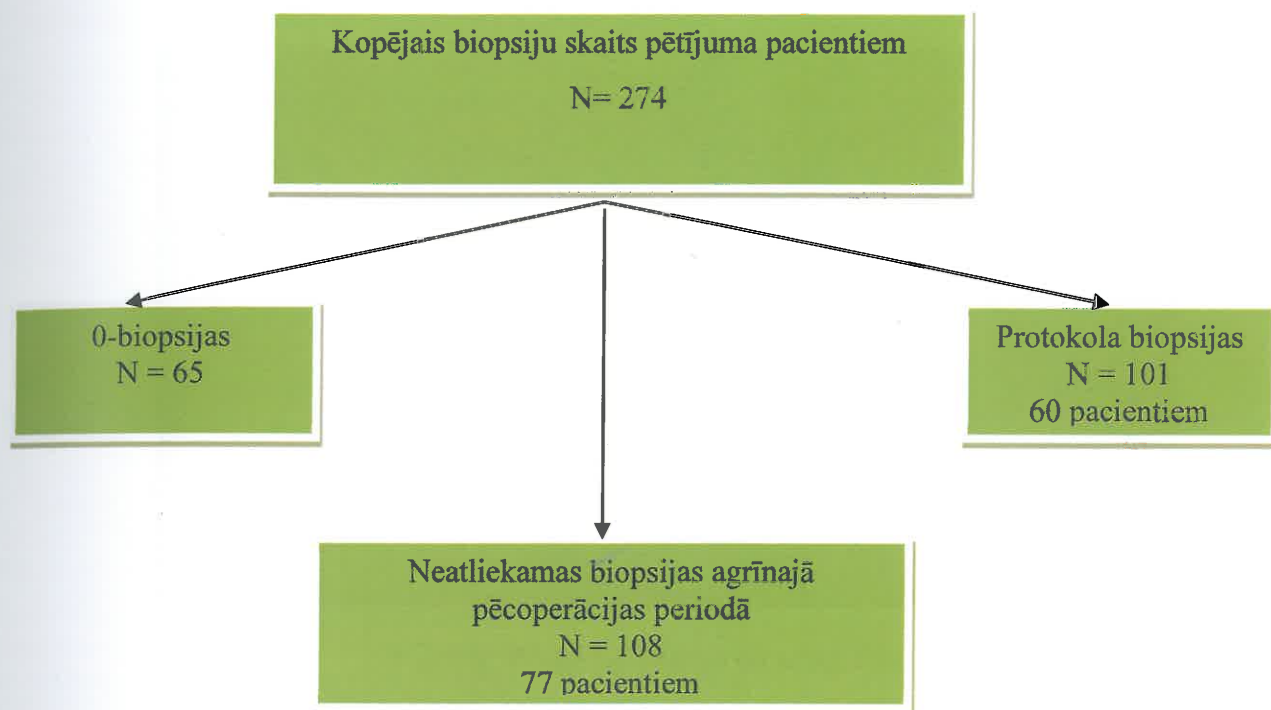 Kopējais biopsiju skaits pētījuma pacientiem
N= 274
0-biopsijas
N = 65
Protokola biopsijas
N = 101
60 pacientiem
Neatliekamas biopsijas agrīnajā
pēcoperācijas periodā
N = 108
77 pacientiem